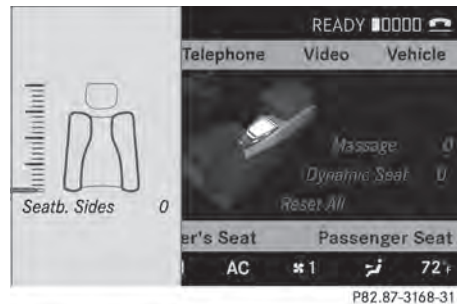 READY
Telephone Video Vehicle
Massage 0
Dynamic Seat 0
Seatb. Sides 0
Reset All
er's Seat Passenger Seat
AC 1 72°F
P82.87-3168-31